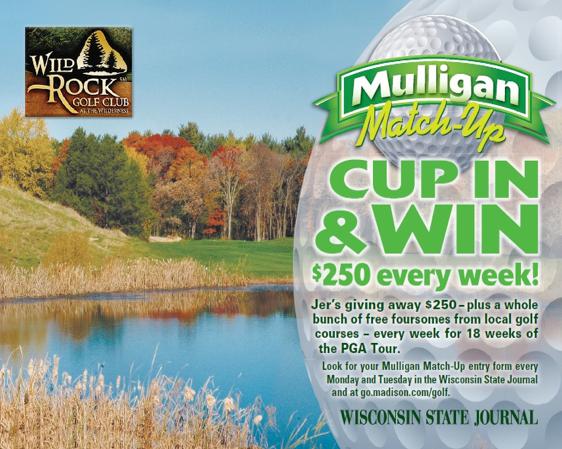 WILD
ROCK SM
GOLF CLUB
AT THE WILDERNESS
Mulligan
Match-Up
CUP IN
& WIN
$250 every week!
Jer's giving away $250 – plus a whole
bunch of free foursomes from local golf
courses – every week for 18 weeks of
the PGA Tour.
Look for your Mulligan Match-Up entry form every
Monday and Tuesday in the Wisconsin State Journal
and at go.madison.com/golf.
WISCONSIN STATE JOURNAL